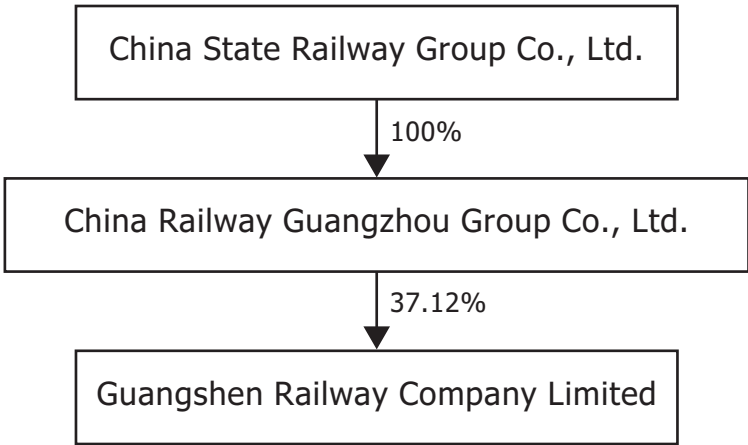 China State Railway Group Co., Ltd.
100%
China Railway Guangzhou Group Co., Ltd.
37.12%
Guangshen Railway Company Limited